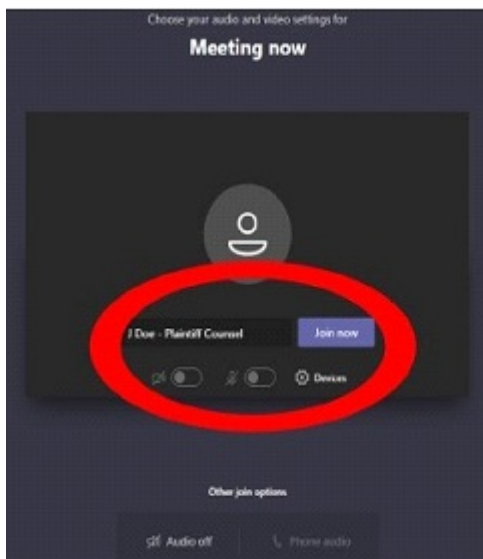 Choose your audio and video settings for
Meeting now
J Doe - Plaintiff Counsel
Join now
Devices
Other join options
Audio off
Phone audio